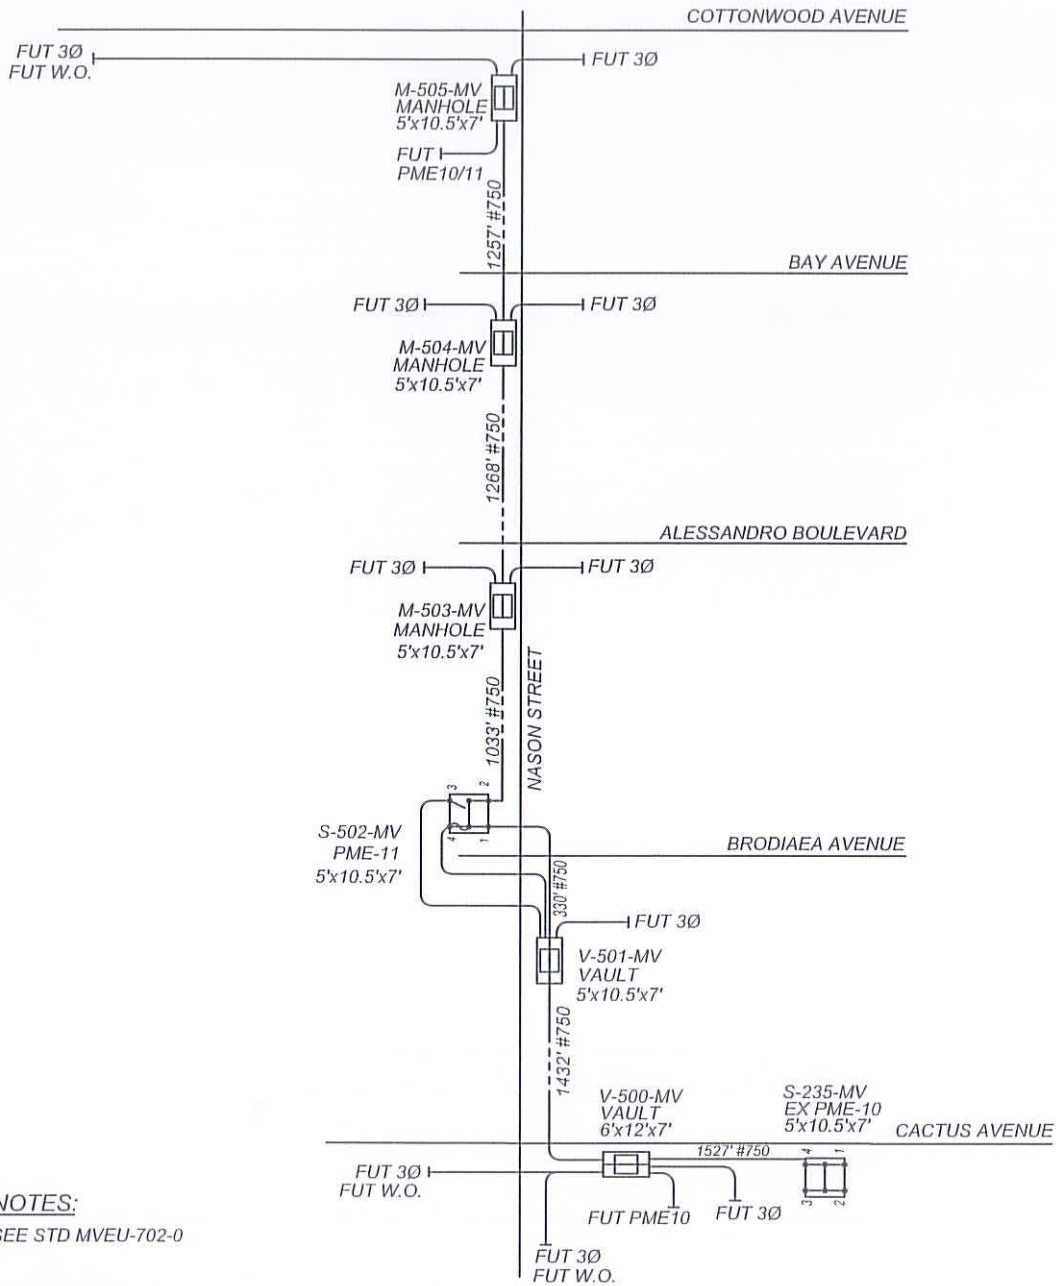 COTTONWOOD AVENUE
FUT 3Ø
FUT W.O.
FUT 3Ø
M-505-MV
MANHOLE
5'x10.5'x7'
FUT
PME10/11
1257' #750
BAY AVENUE
FUT 3Ø
FUT 3Ø
M-504-MV
MANHOLE
5'x10.5'x7'
1268' #750
ALESSANDRO BOULEVARD
FUT 3Ø
FUT 3Ø
M-503-MV
MANHOLE
5'x10.5'x7'
NASON STREET
1033' #750
3
2
4
1
S-502-MV
PME-11
5'x10.5'x7'
BRODIAEA AVENUE
330' #750
FUT 3Ø
V-501-MV
VAULT
5'x10.5'x7'
1432' #750
V-500-MV
VAULT
6'x12'x7'
S-235-MV
EX PME-10
5'x10.5'x7'
CACTUS AVENUE
1527' #750
4
1
3
2
FUT 3Ø
FUT W.O.
FUT PME10
FUT 3Ø
FUT 3Ø
FUT W.O.
NOTES:
SEE STD MVEU-702-0